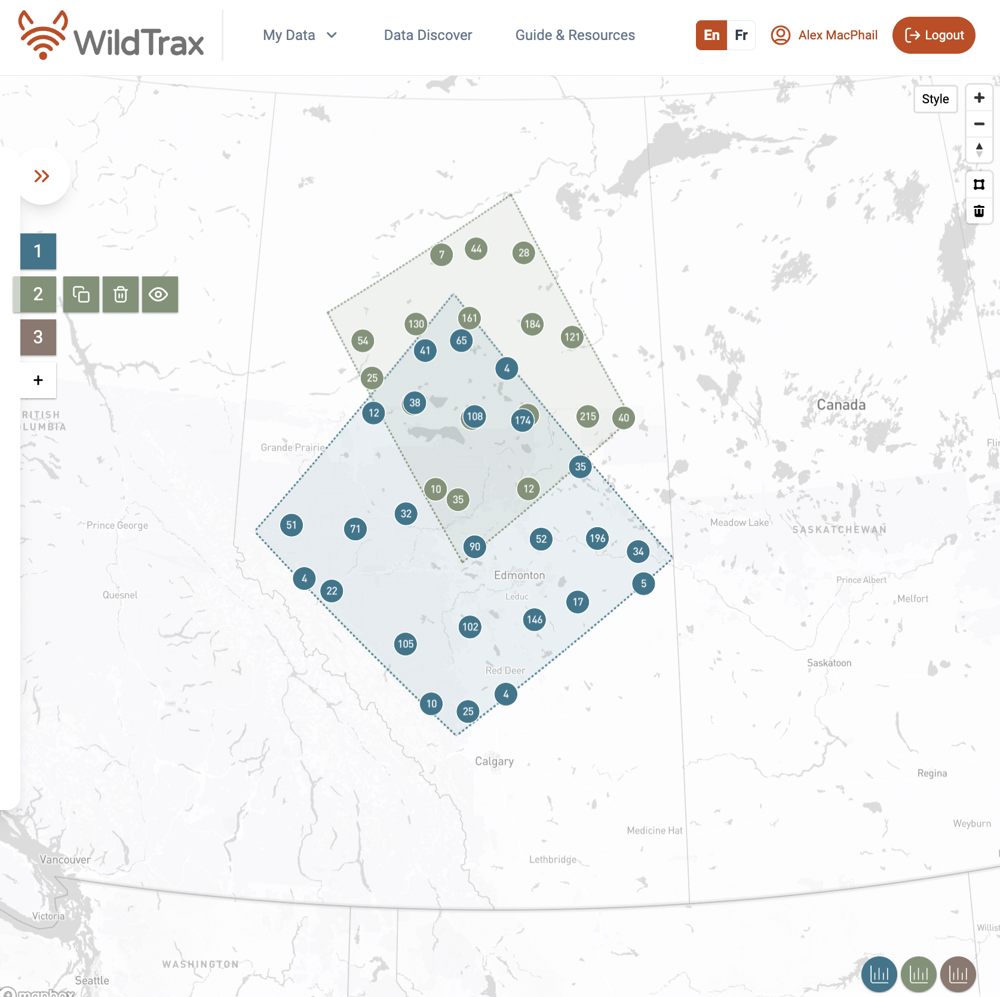 WildTrax
My Data
Data Discover
Guide & Resources
En
Fr
Alex MacPhail
Logout
Style
1
2
3
+
7
44
28
130
161
184
54
65
121
41
4
25
38
12
108
174
215
40
RITISH
LUMBIA
Canada
Grande Prairie
Flin
35
10
35
12
32
51
71
Prince George
Meadow Lake
SASKATCHEWAN
90
52
196
34
Edmonton
4
22
5
Leduc
Prince Albert
Quesnel
17
Melfort
102
146
105
Saskatoon
Red Deer
10
25
4
Calgary
Regina
Medicine Hat
Weyburn
Vancouver
Lethbridge
Victoria
Willist
WASHINGTON
Seattle
mapbox